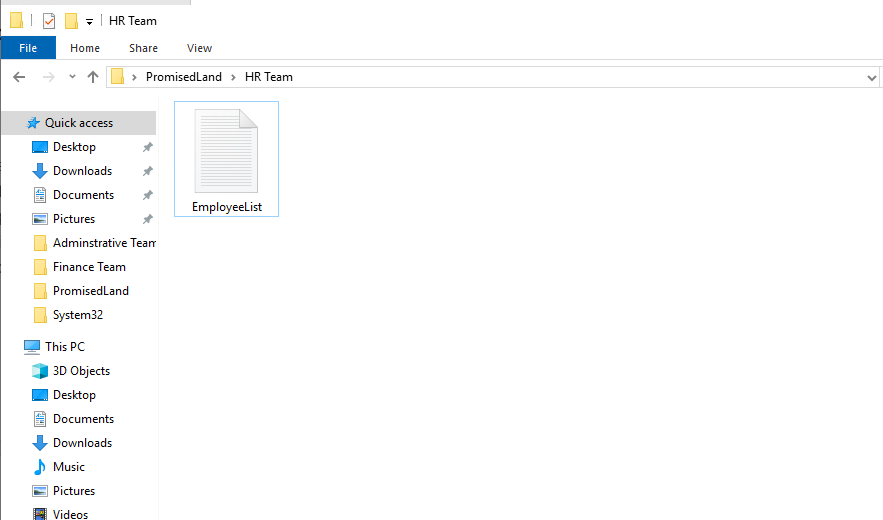 HR Team
File Home Share View
PromisedLand HR Team
Quick access
Desktop
Downloads
Documents
Pictures
Adminstrative Team
Finance Team
PromisedLand
System32
This PC
3D Objects
Desktop
Documents
Downloads
Music
Pictures
Videos
EmployeeList